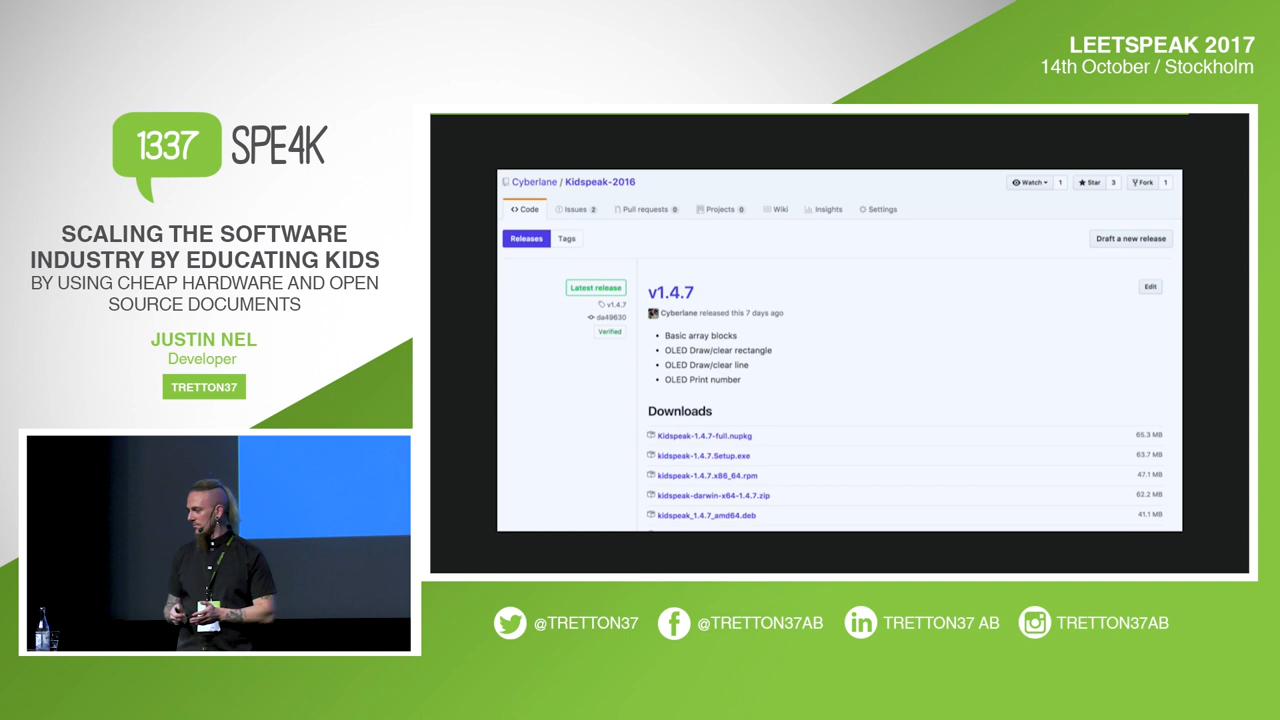 LEETSPEAK 2017
14th October / Stockholm
1337 SPE4K
SCALING THE SOFTWARE
INDUSTRY BY EDUCATING KIDS
BY USING CHEAP HARDWARE AND OPEN
SOURCE DOCUMENTS
JUSTIN NEL
Developer
TRETTON37
Cyberlane / Kidspeak-2016
Watch 1 Star 3 Fork 1
Code Issues 2 Pull requests 0 Projects 0 Wiki Insights Settings
Releases Tags Draft a new release
Latest release
v1.4.7
da49630
Verified
v1.4.7
Edit
Cyberlane released this 7 days ago
• Basic array blocks
• OLED Draw/clear rectangle
• OLED Draw/clear line
• OLED Print number
Downloads
Kidspeak-1.4.7-full.nupkg 65.3 MB
kidspeak-1.4.7.Setup.exe 63.7 MB
kidspeak-1.4.7.x86_64.rpm 47.1 MB
kidspeak-darwin-x64-1.4.7.zip 62.2 MB
kidspeak_1.4.7_amd64.deb 41.1 MB
@TRETTON37 @TRETTON37AB TRETTON37 AB TRETTON37AB